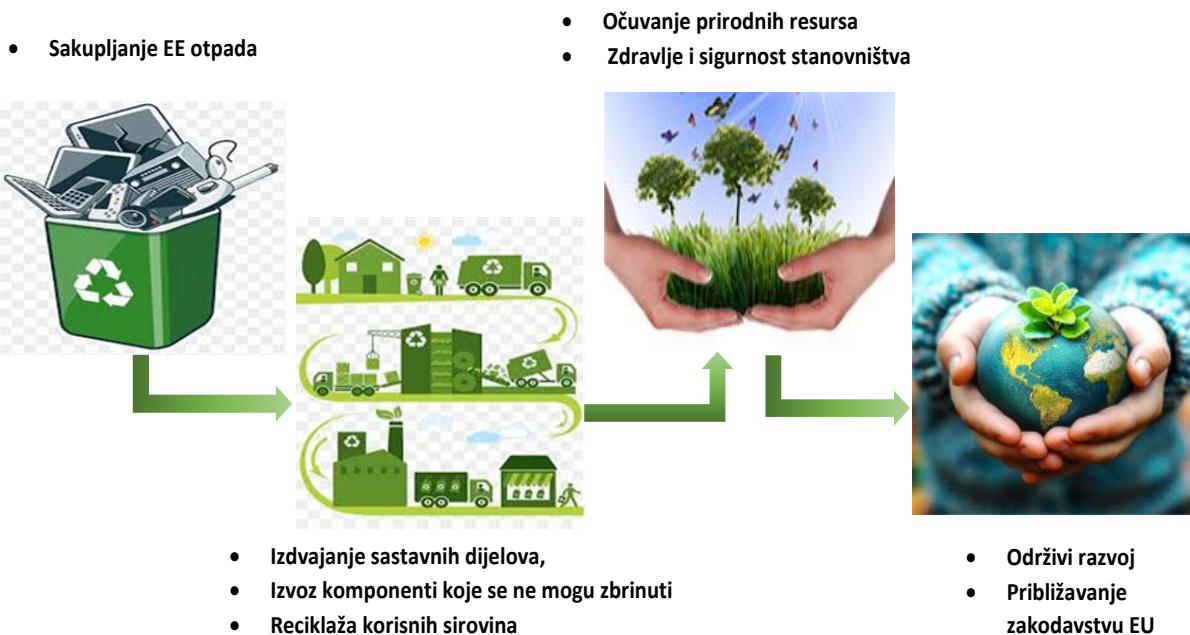 • Sakupljanje EE otpada
• Očuvanje prirodnih resursa
• Zdravlje i sigurnost stanovništva
• Izdvajanje sastavnih dijelova,
• Izvoz komponenti koje se ne mogu zbrinuti
• Reciklaža korisnih sirovina
• Održivi razvoj
• Približavanje
zakodavstvu EU